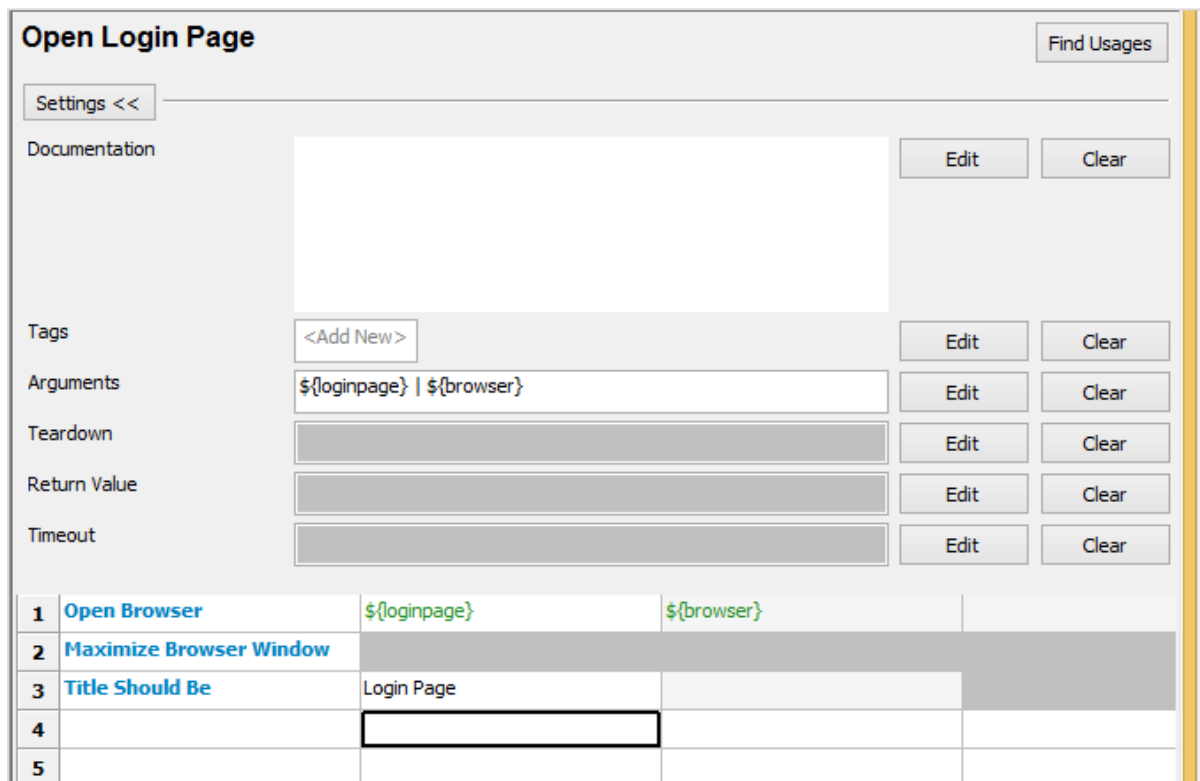 Open Login Page
Find Usages
Settings <<
Documentation
Edit Clear
Tags <Add New> Edit Clear
Arguments ${loginpage} | ${browser} Edit Clear
Teardown Edit Clear
Return Value Edit Clear
Timeout Edit Clear
1 Open Browser ${loginpage} ${browser}
2 Maximize Browser Window
3 Title Should Be Login Page
4
5